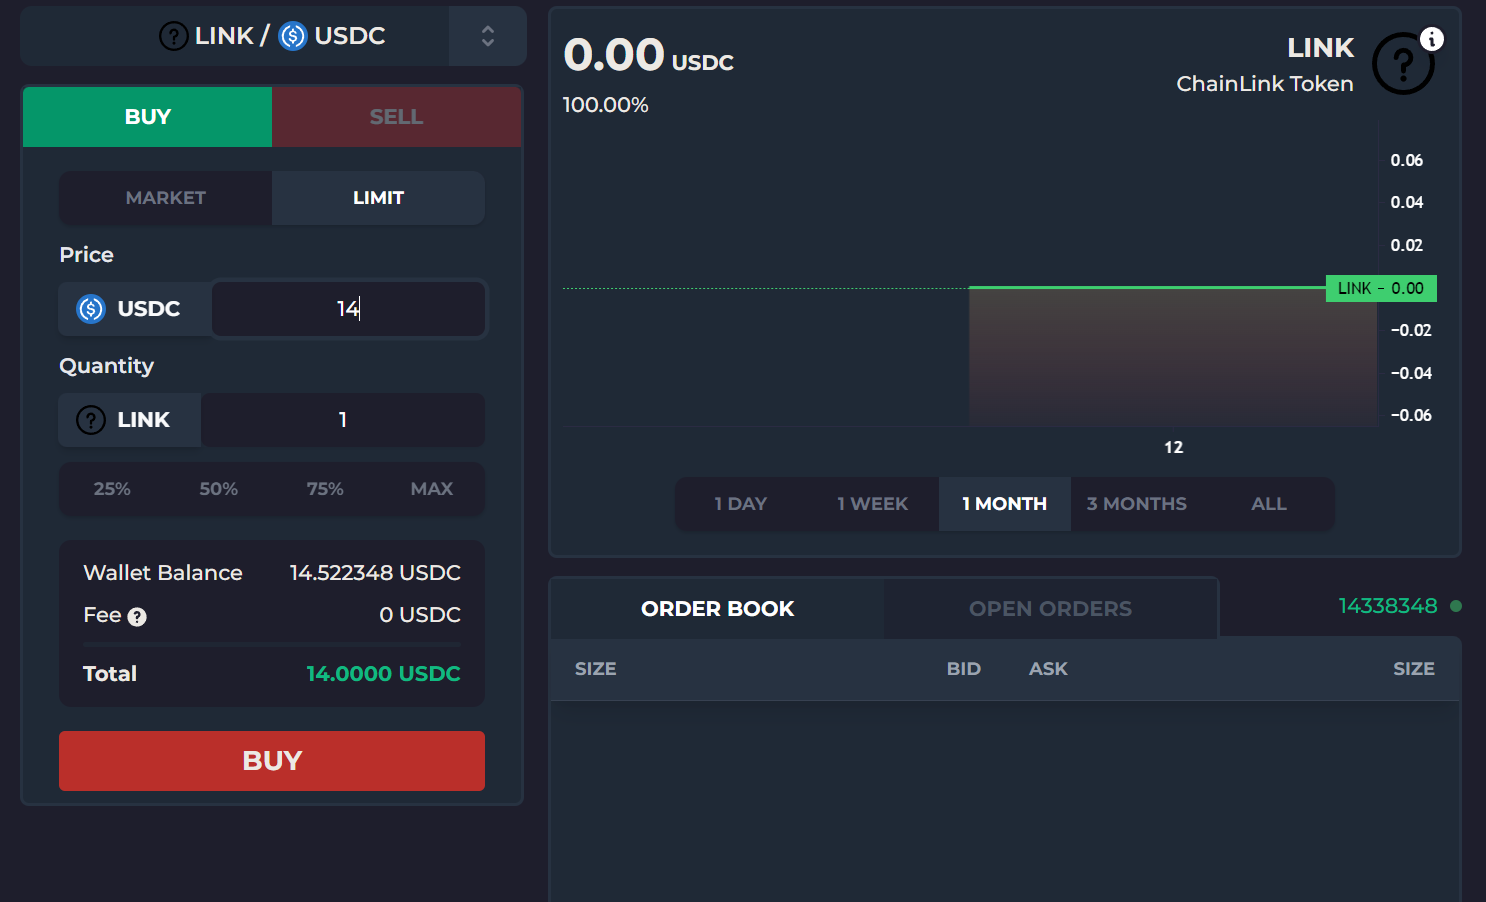 LINK / USDC
BUY SELL
MARKET LIMIT
Price
USDC 14
Quantity
LINK 1
25% 50% 75% MAX
Wallet Balance 14.522348 USDC
Fee ? 0 USDC
Total 14.0000 USDC
BUY
0.00 USDC
100.00%
LINK
ChainLink Token
0.06
0.04
0.02
LINK - 0.00
-0.02
-0.04
-0.06
12
1 DAY 1 WEEK 1 MONTH 3 MONTHS ALL
ORDER BOOK OPEN ORDERS 14338348
SIZE BID ASK SIZE